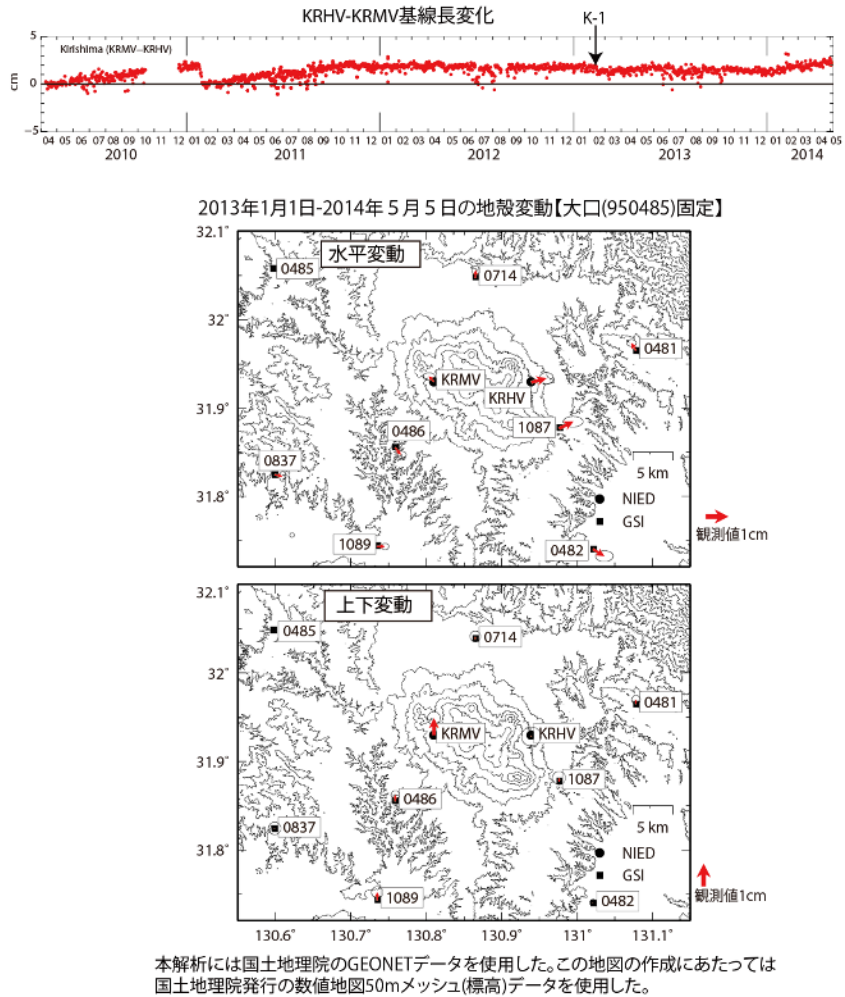 KRHV-KRMV基線長変化
K-1
5
0
−5
cm
Kirishima (KRMV−KRHV)
04 05 06 07 08 09 10 12 01 02 03 04 05 06 07 08 09 10 11 12 01 02 03 04 05 06 07 08 09 10 11 12 01 02 03 04 05 06 07 08 09 10 11 12 01 02 03 04 05
2010 2011 2012 2013 2014
2013年1月1日-2014年５月５日の地殻変動【大口(950485)固定】
32.1°
水平変動
0485
0714
32°
0481
KRMV
KRHV
31.9°
0486
1087
0837
5 km
31.8°
NIED
GSI
1089
0482
観測値1cm
32.1°
上下変動
0485
0714
32°
0481
KRMV
KRHV
31.9°
1087
0486
0837
5 km
31.8°
NIED
GSI
1089
0482
観測値1cm
130.6° 130.7° 130.8° 130.9° 131° 131.1°
本解析には国土地理院のGEONETデータを使用した。この地図の作成にあたっては
国土地理院発行の数値地図50mメッシュ(標高)データを使用した。